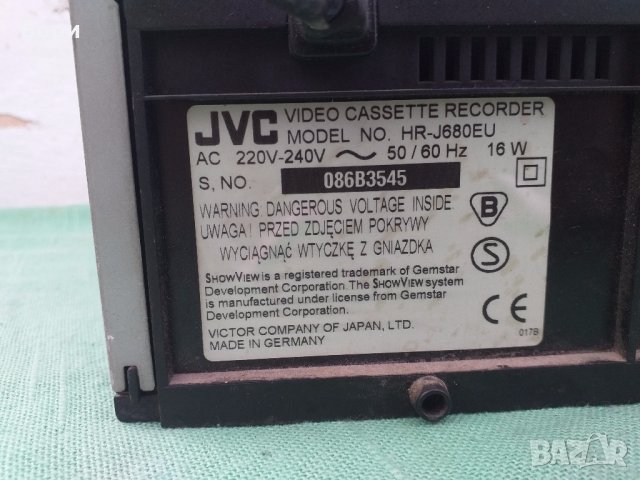 JVC VIDEO CASSETTE RECORDER
MODEL NO. HR-J680EU
AC 220V-240V ~ 50 / 60 Hz 16 W
S, NO. 086B3545
WARNING. DANGEROUS VOLTAGE INSIDE.
UWAGA! PRZED ZDJĘCIEM POKRYWY
WYCIĄGNĄĆ WTYCZKĘ Z GNIAZDKA
B
S
SHOWVIEW is a registered trademark of Gemstar
Development Corporation. The SHOWVIEW system
is manufactured under license from Gemstar
Development Corporation.
CE
VICTOR COMPANY OF JAPAN, LTD.
MADE IN GERMANY
017B
BAZAR